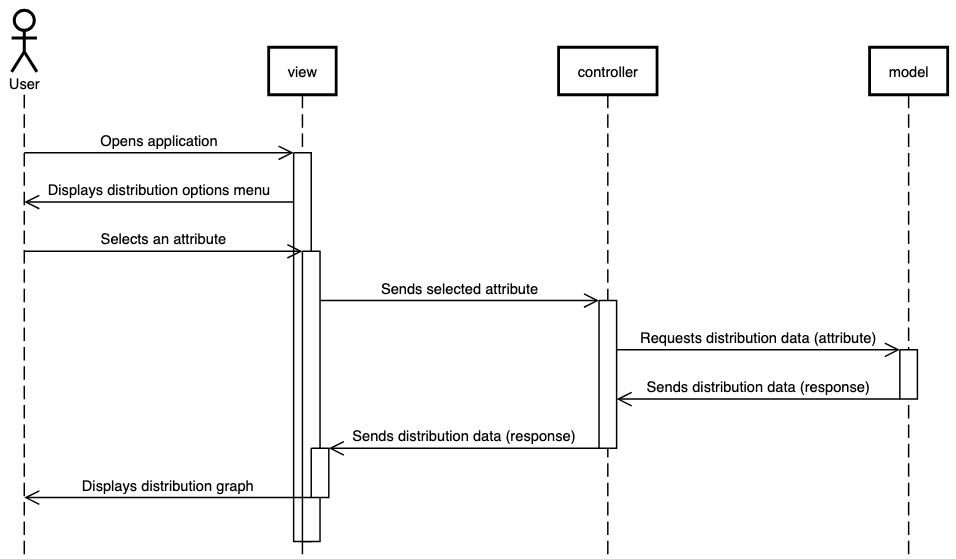 User
view
controller
model
Opens application
Displays distribution options menu
Selects an attribute
Sends selected attribute
Requests distribution data (attribute)
Sends distribution data (response)
Sends distribution data (response)
Displays distribution graph